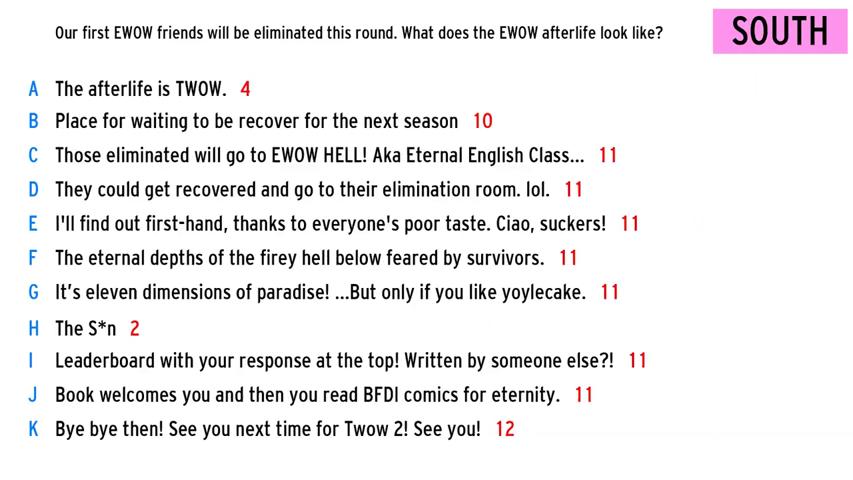 Our first EWOW friends will be eliminated this round. What does the EWOW afterlife look like?
SOUTH
A The afterlife is TWOW. 4
B Place for waiting to be recover for the next season 10
C Those eliminated will go to EWOW HELL! Aka Eternal English Class... 11
D They could get recovered and go to their elimination room. lol. 11
E I'll find out first-hand, thanks to everyone's poor taste. Ciao, suckers! 11
F The eternal depths of the firey hell below feared by survivors. 11
G It’s eleven dimensions of paradise! ...But only if you like yoylecake. 11
H The S*n 2
I Leaderboard with your response at the top! Written by someone else?! 11
J Book welcomes you and then you read BFDI comics for eternity. 11
K Bye bye then! See you next time for Twow 2! See you! 12